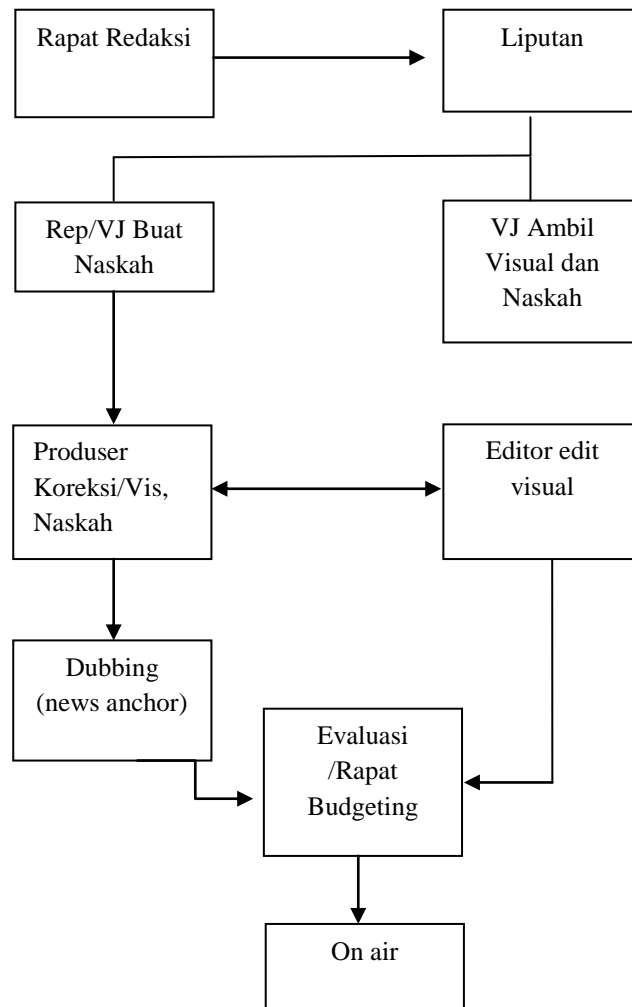 Rapat Redaksi
Liputan
Rep/VJ Buat
Naskah
VJ Ambil
Visual dan
Naskah
Produser
Koreksi/Vis,
Naskah
Editor edit
visual
Dubbing
(news anchor)
Evaluasi
/Rapat
Budgeting
On air